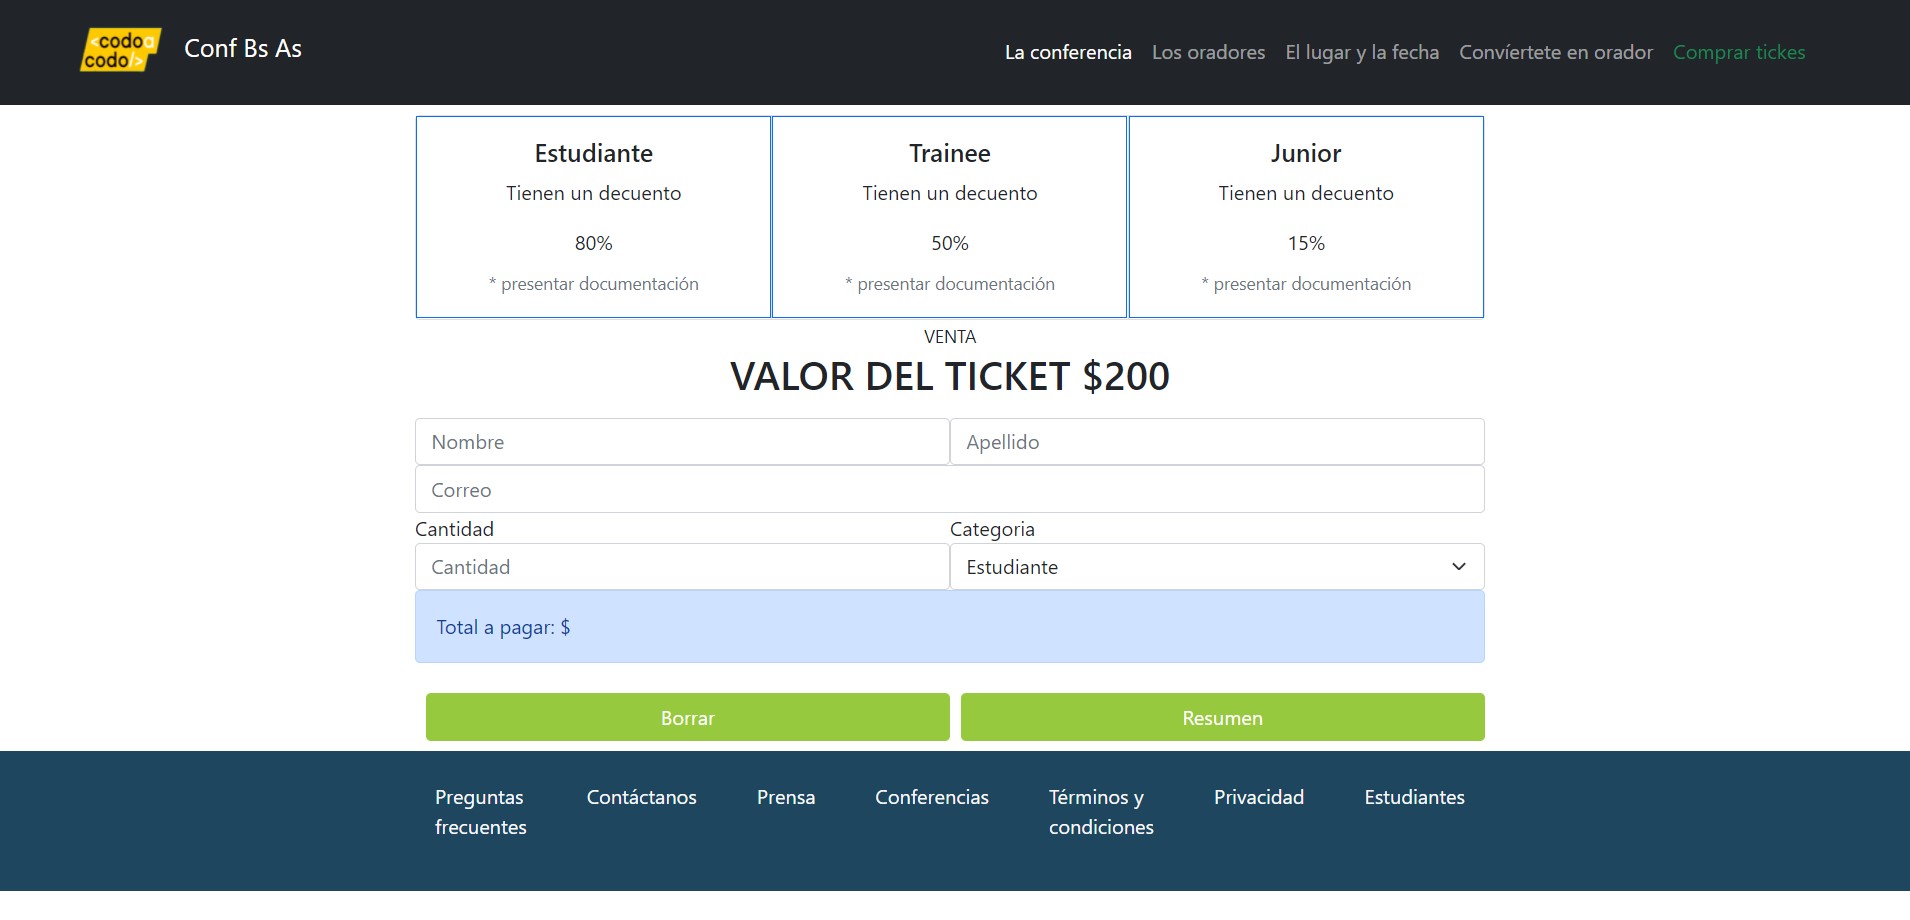 <codoa
codo/>
Conf Bs As
La conferencia Los oradores El lugar y la fecha Convíertete en orador Comprar tickes
Estudiante
Tienen un decuento
80%
* presentar documentación
Trainee
Tienen un decuento
50%
* presentar documentación
Junior
Tienen un decuento
15%
* presentar documentación
VENTA
VALOR DEL TICKET $200
Nombre
Apellido
Correo
Cantidad
Categoria
Cantidad
Estudiante
Total a pagar: $
Borrar
Resumen
Preguntas
frecuentes
Contáctanos
Prensa
Conferencias
Términos y
condiciones
Privacidad
Estudiantes